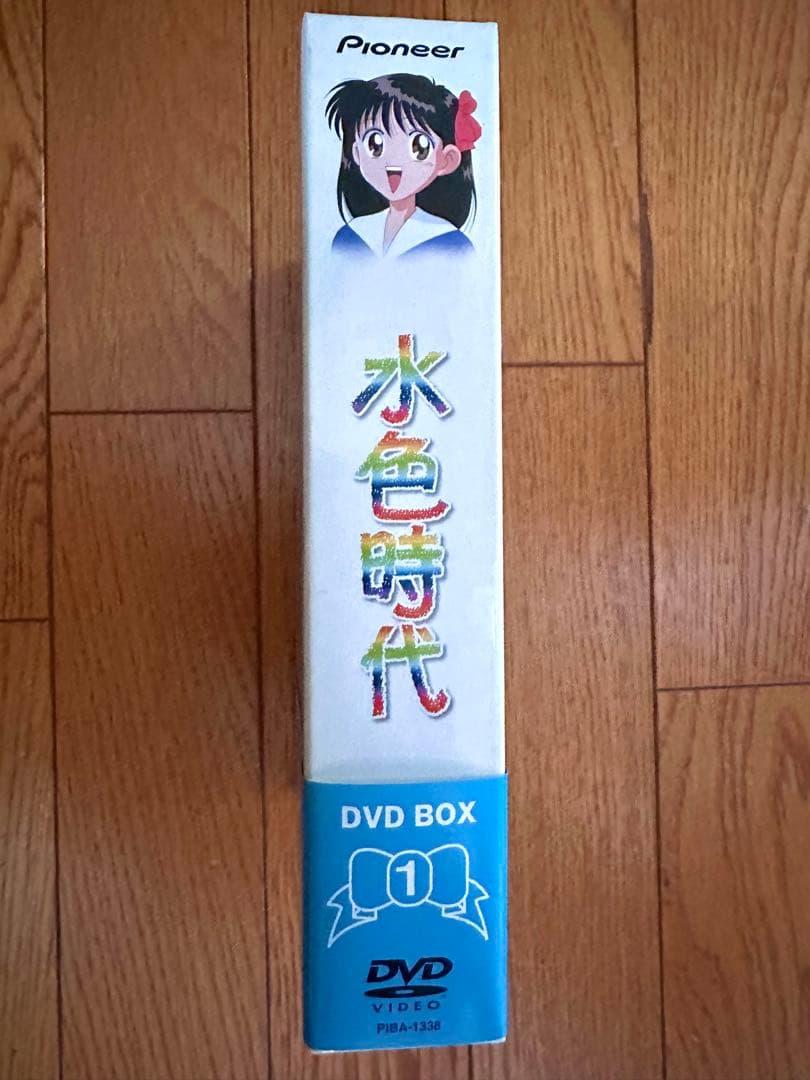 Pioneer
水色時代
DVD BOX
1
DVD
VIDEO
PIBA-1338